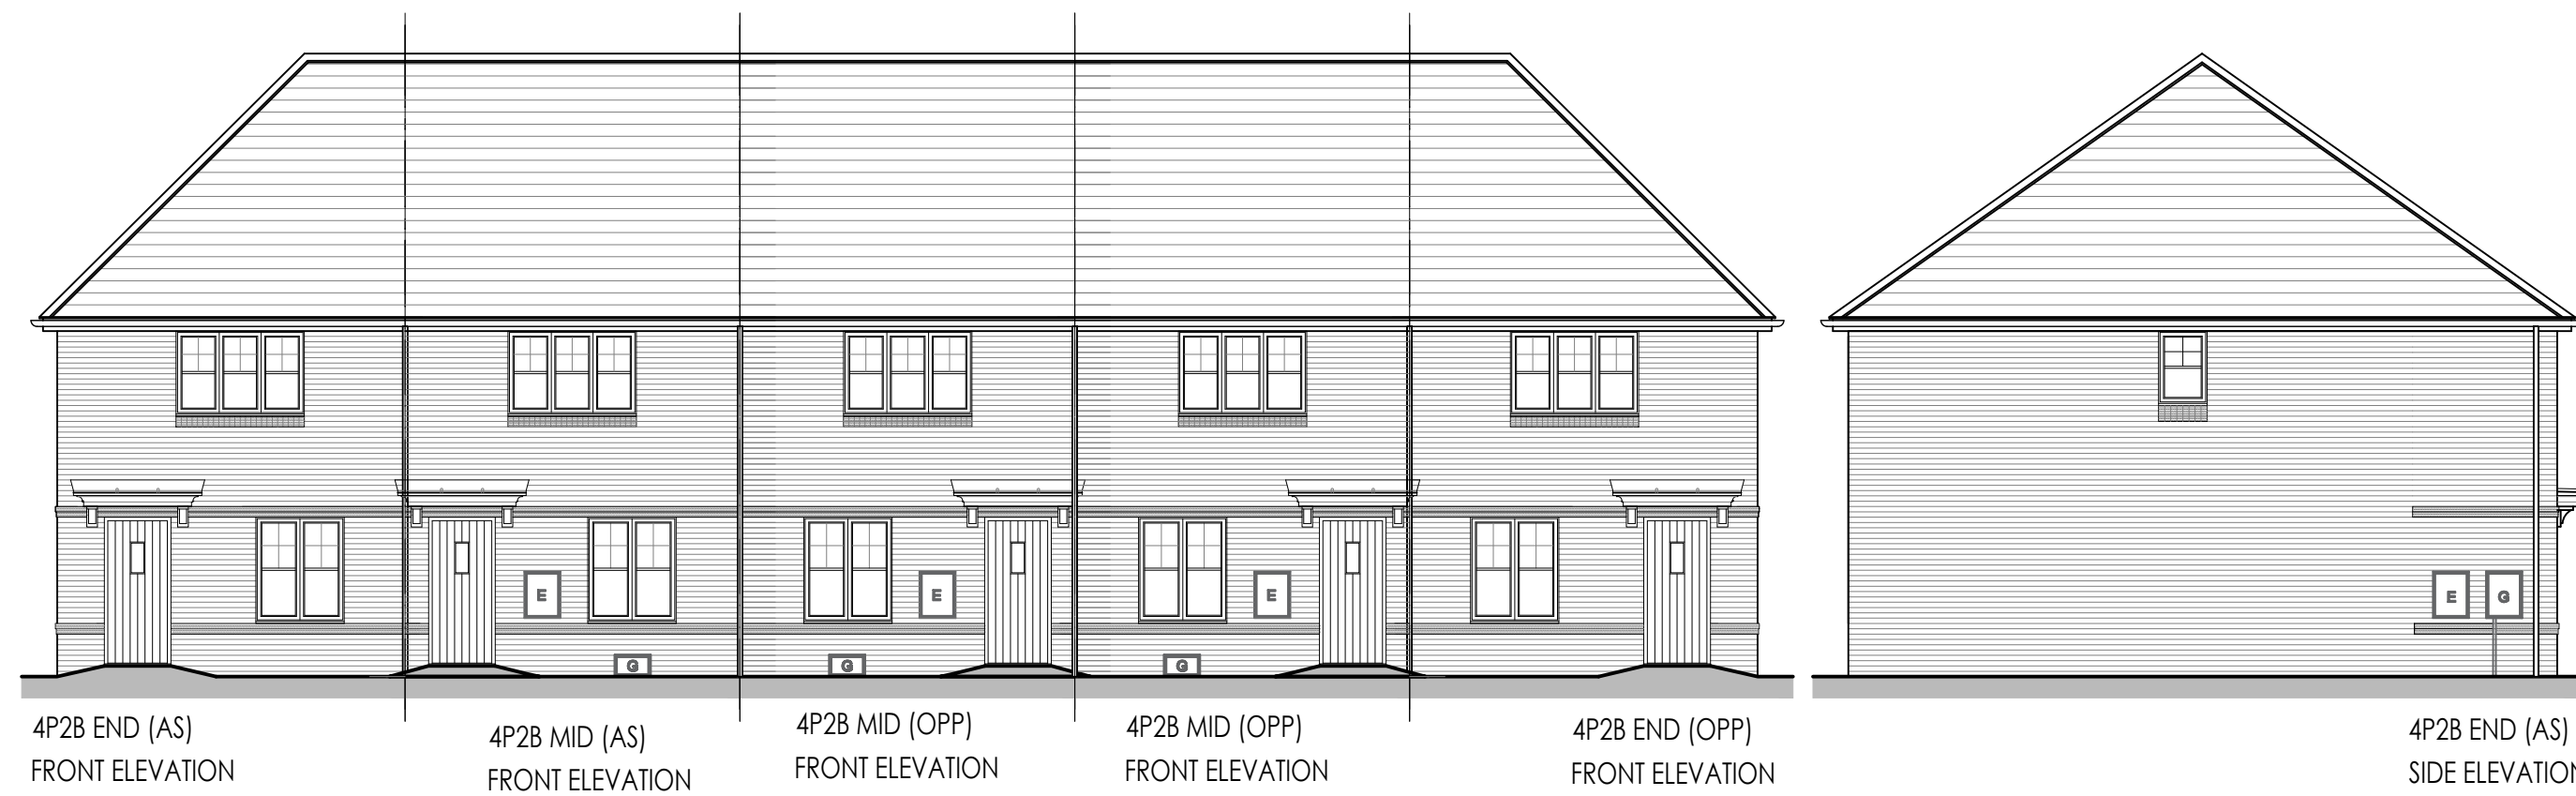 E
E
E
E
G
G
G
G
4P2B END (AS)
FRONT ELEVATION
4P2B MID (AS)
FRONT ELEVATION
4P2B MID (OPP)
FRONT ELEVATION
4P2B MID (OPP)
FRONT ELEVATION
4P2B END (OPP)
FRONT ELEVATION
4P2B END (AS)
SIDE ELEVATION